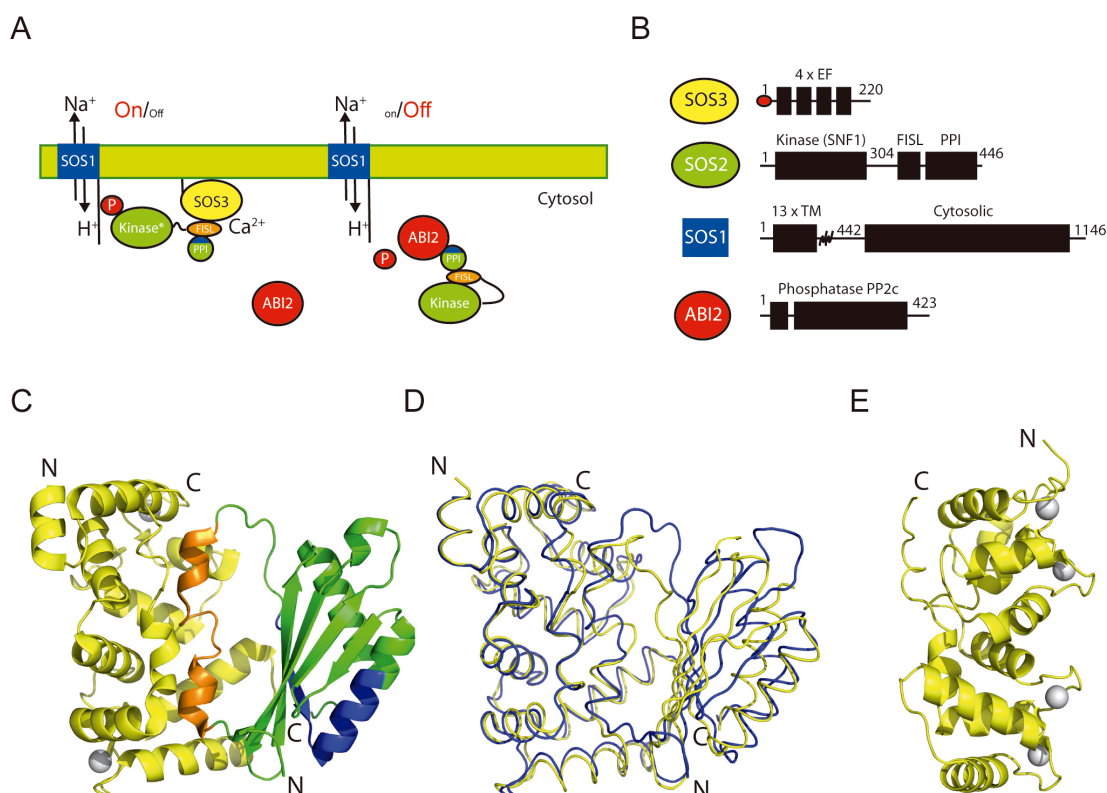 A
Na⁺
On/Off
Na⁺
on/Off
SOS1
SOS1
Cytosol
P
SOS3
H⁺
Kinase*
FISL
Ca²⁺
PPI
H⁺
ABI2
P
PPI
FISL
ABI2
Kinase
B
4 x EF
SOS3
1
220
Kinase (SNF1)
FISL
PPI
SOS2
1
304
446
13 x TM
Cytosolic
SOS1
1
442
1146
Phosphatase PP2c
ABI2
1
423
C
N
C
C
N
D
N
C
C
N
E
N
C